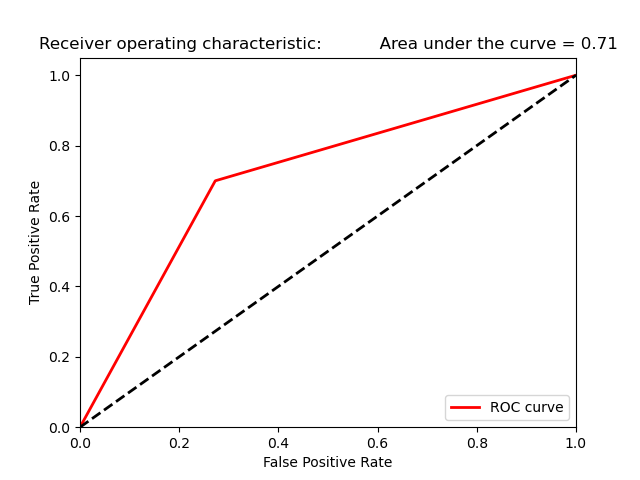 Receiver operating characteristic: Area under the curve = 0.71
1.0
0.8
0.6
0.4
0.2
0.0
True Positive Rate
ROC curve
0.0 0.2 0.4 0.6 0.8 1.0
False Positive Rate